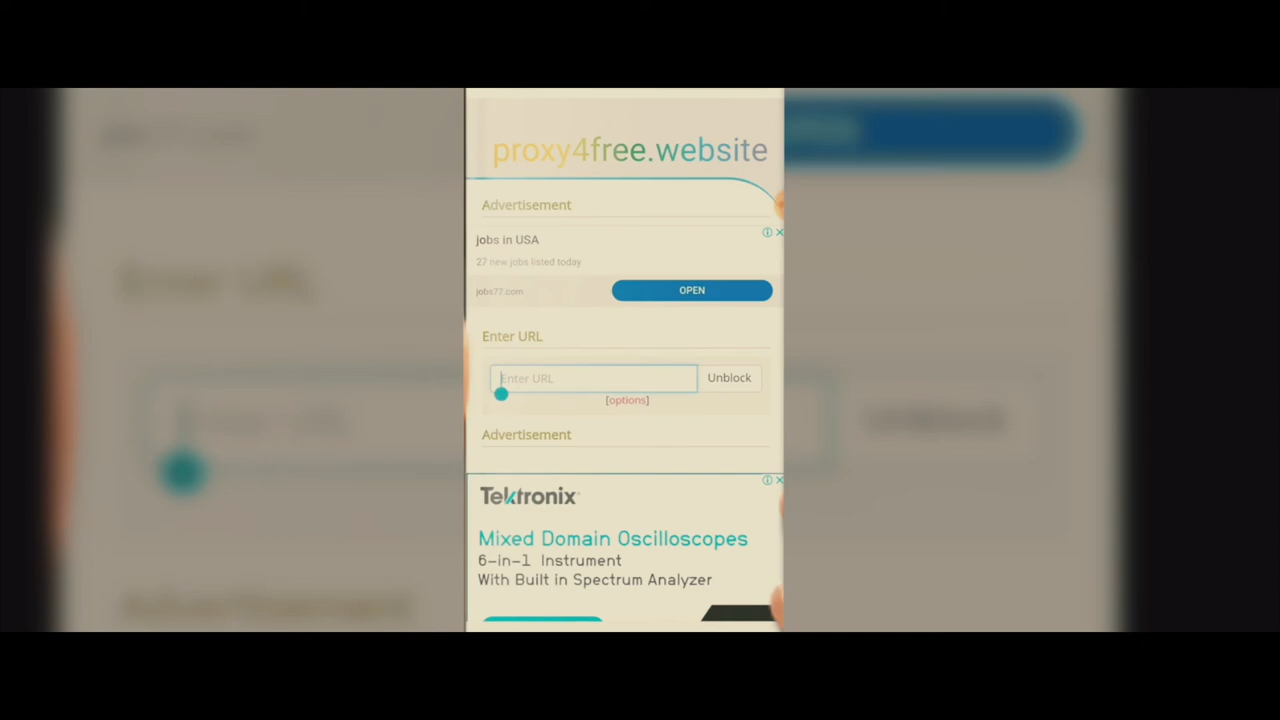 proxy4free.website
Advertisement
jobs in USA
27 new jobs listed today
jobs77.com
OPEN
Enter URL
Enter URL
Unblock
[options]
Advertisement
Tektronix
Mixed Domain Oscilloscopes
6-in-1 Instrument
With Built in Spectrum Analyzer